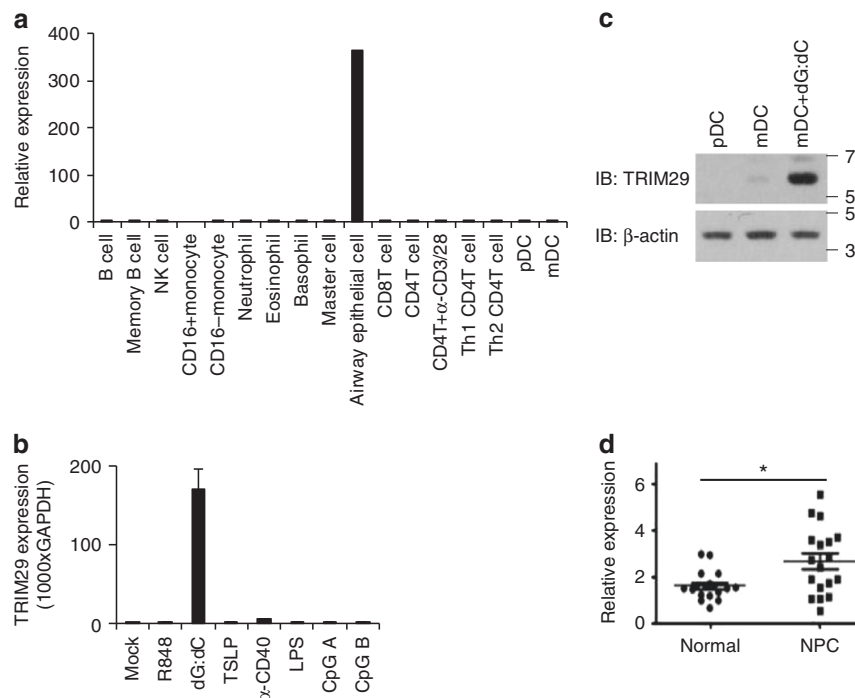 a
Relative expression
400
300
200
100
0
B cell
Memory B cell
NK cell
CD16+monocyte
CD16–monocyte
Neutrophil
Eosinophil
Basophil
Master cell
Airway epithelial cell
CD8T cell
CD4T cell
CD4T+α-CD3/28
Th1 CD4T cell
Th2 CD4T cell
pDC
mDC
b
TRIM29 expression
(1000xGAPDH)
200
100
0
Mock
R848
dG:dC
TSLP
α-CD40
LPS
CpG A
CpG B
c
pDC
mDC
mDC+dG:dC
IB: TRIM29
7
5
IB: β-actin
5
3
d
Relative expression
6
4
2
0
*
Normal
NPC